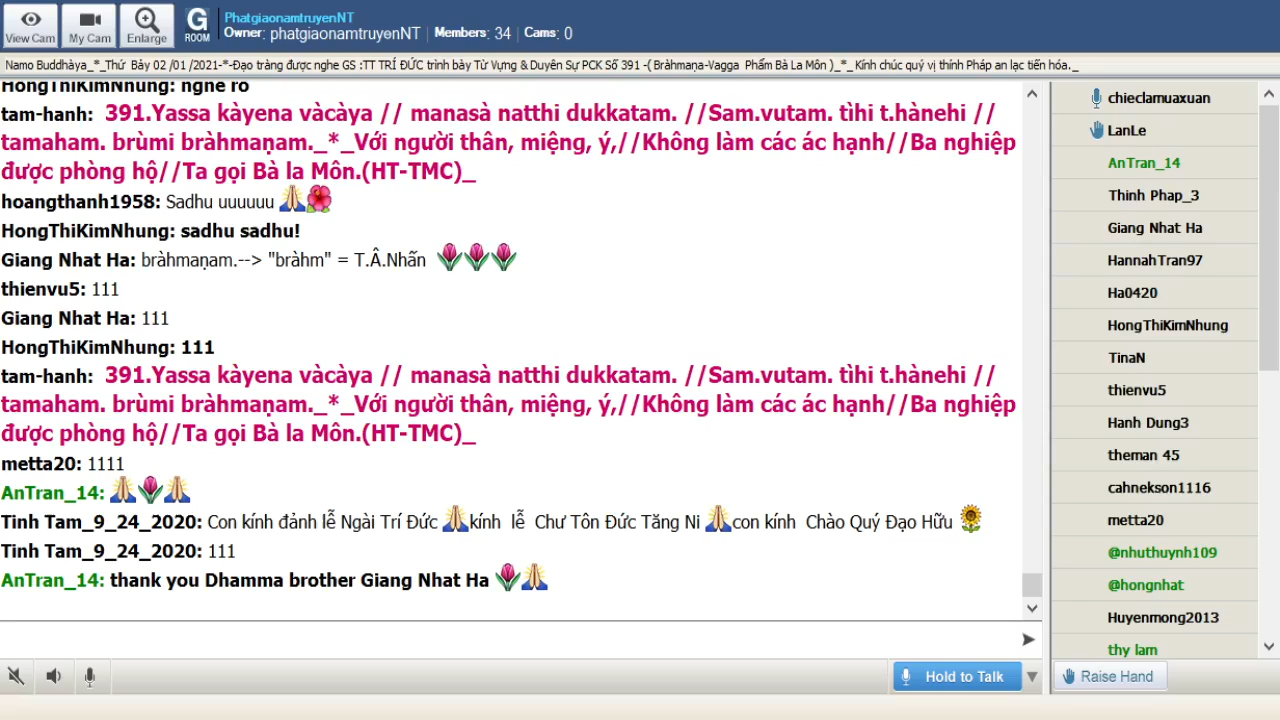 View Cam
My Cam
Enlarge
G
ROOM
PhatgiaonamtruyenNT
Owner: phatgiaonamtruyenNT | Members: 34 | Cams: 0
Namo Buddhàya_*_Thứ Bảy 02 /01 /2021-*-Đạo tràng được nghe GS :TT TRÍ ĐỨC trình bày Từ Vựng & Duyên Sự PCK Số 391 -( Bràhmaṇa-Vagga Phẩm Bà La Môn )_*_ Kính chúc quý vị thính Pháp an lạc tiến hóa._
HongThiKimNhung: nghe rõ
tam-hanh: 391.Yassa kàyena vàcàya // manasà natthi dukkatam. //Sam.vutam. tìhi t.hànehi //
tamaham. brùmi bràhmaṇam._*_Với người thân, miệng, ý,//Không làm các ác hạnh//Ba nghiệp
được phòng hộ//Ta gọi Bà la Môn.(HT-TMC)_
hoangthanh1958: Sadhu uuuuuu
HongThiKimNhung: sadhu sadhu!
Giang Nhat Ha: bràhmaṇam.--> "bràhm" = T.Â.Nhấn
thienvu5: 111
Giang Nhat Ha: 111
HongThiKimNhung: 111
tam-hanh: 391.Yassa kàyena vàcàya // manasà natthi dukkatam. //Sam.vutam. tìhi t.hànehi //
tamaham. brùmi bràhmaṇam._*_Với người thân, miệng, ý,//Không làm các ác hạnh//Ba nghiệp
được phòng hộ//Ta gọi Bà la Môn.(HT-TMC)_
metta20: 1111
AnTran_14:
Tinh Tam_9_24_2020: Con kính đảnh lễ Ngài Trí Đức kính lễ Chư Tôn Đức Tăng Ni con kính Chào Quý Đạo Hữu
Tinh Tam_9_24_2020: 111
AnTran_14: thank you Dhamma brother Giang Nhat Ha
Hold to Talk
chieclamuaxuan
LanLe
AnTran_14
Thinh Phap_3
Giang Nhat Ha
HannahTran97
Ha0420
HongThiKimNhung
TinaN
thienvu5
Hanh Dung3
theman 45
cahnekson1116
metta20
@nhuthuynh109
@hongnhat
Huyenmong2013
thy lam
Raise Hand